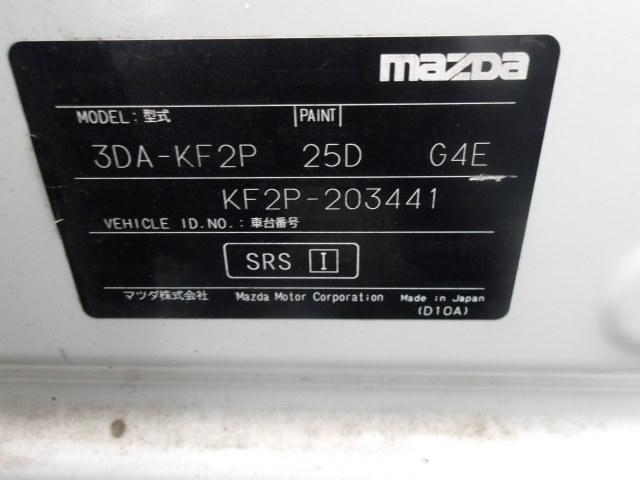 mazda
MODEL: 型式 PAINT
3DA-KF2P 25D G4E
KF2P-203441
VEHICLE ID.NO.: 車台番号
SRS I
マツダ株式会社 Mazda Motor Corporation Made in Japan
(D10A)